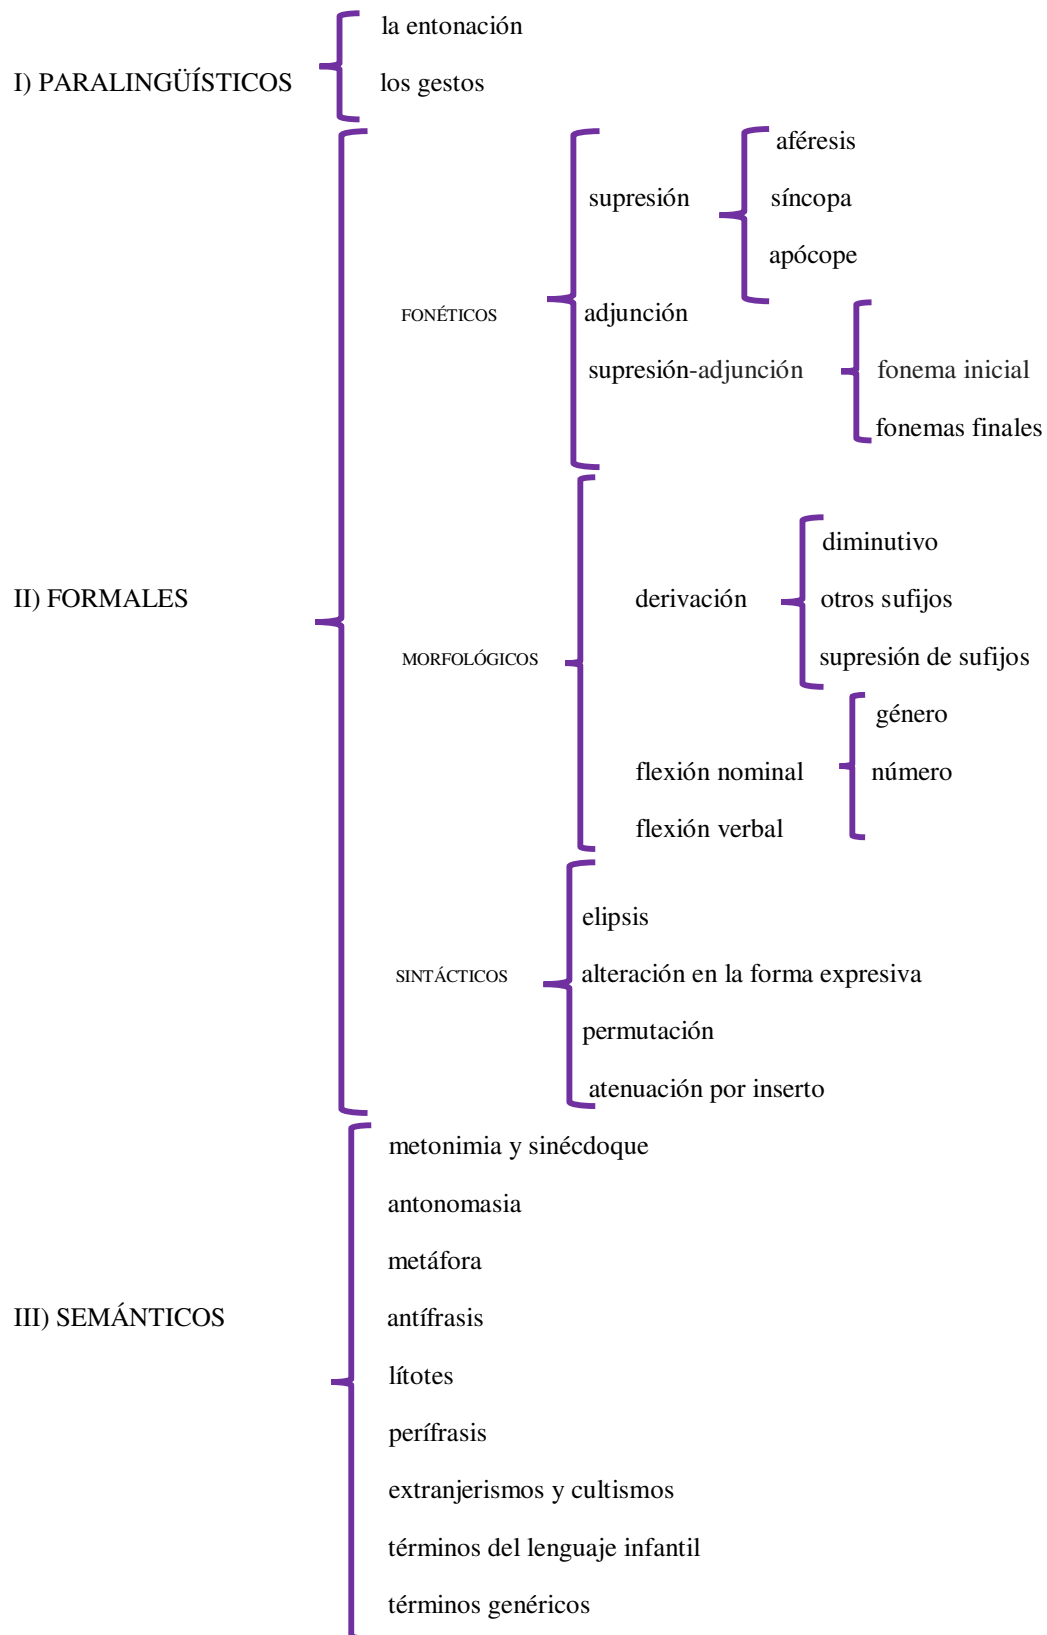 la entonación
I) PARALINGÜÍSTICOS
los gestos
aféresis
supresión
síncopa
apócope
FONÉTICOS
adjunción
supresión-adjunción
fonema inicial
fonemas finales
diminutivo
II) FORMALES
derivación
otros sufijos
MORFOLÓGICOS
supresión de sufijos
género
flexión nominal
número
flexión verbal
elipsis
SINTÁCTICOS
alteración en la forma expresiva
permutación
atenuación por inserto
metonimia y sinécdoque
antonomasia
metáfora
III) SEMÁNTICOS
antífrasis
lítotes
perífrasis
extranjerismos y cultismos
términos del lenguaje infantil
términos genéricos